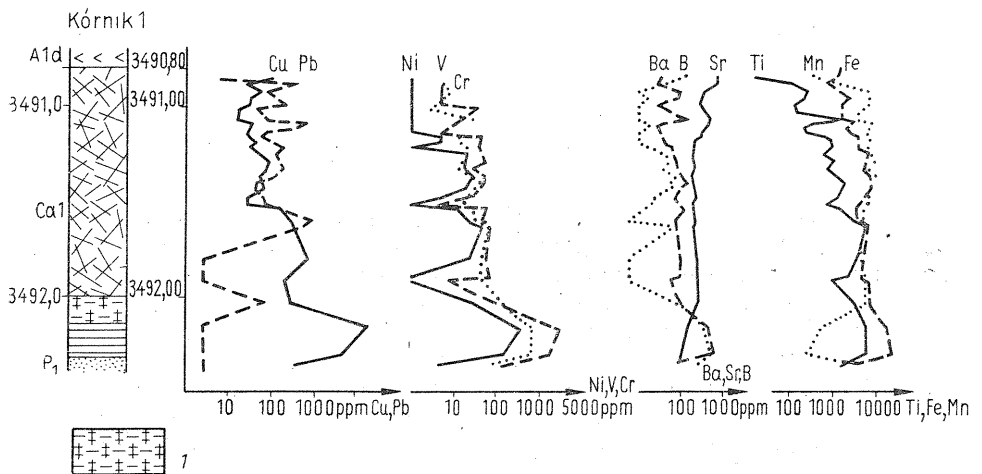 Kórnik 1
A1d
3490,80
Cu Pb
Ni V
Cr
Ba B Sr
Ti Mn Fe
3491,0
3491,00
Ca1
3492,0
3492,00
P₁
Ni,V,Cr
Ba,Sr,B
10 100 1000ppm Cu,Pb
10 100 1000 5000ppm
100 1000ppm
100 1000 10000 Ti,Fe,Mn
1